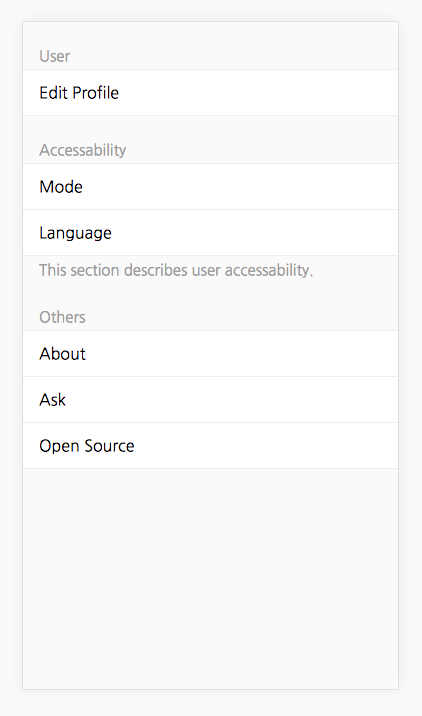 User
Edit Profile
Accessability
Mode
Language
This section describes user accessability.
Others
About
Ask
Open Source